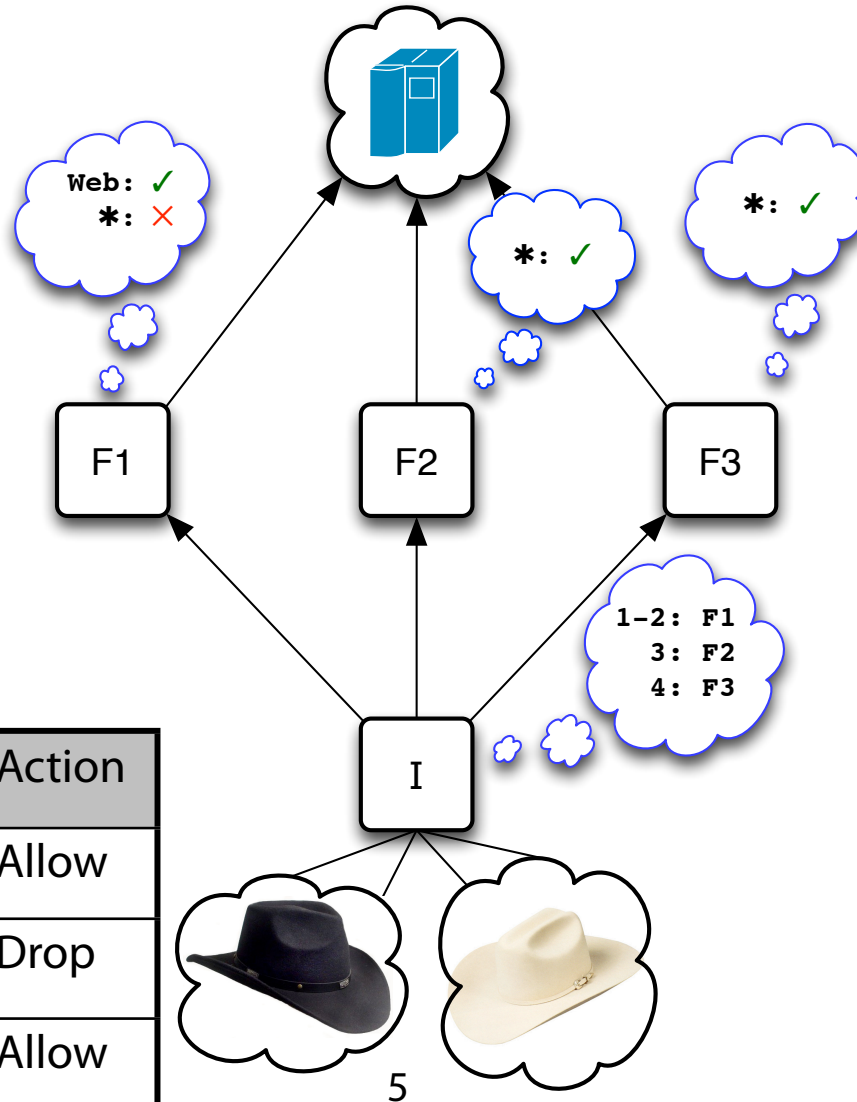 Web: ✓
*: ×
*: ✓
*: ✓
F1
F2
F3
1-2: F1
3: F2
4: F3
I
Action
Allow
Drop
Allow
5